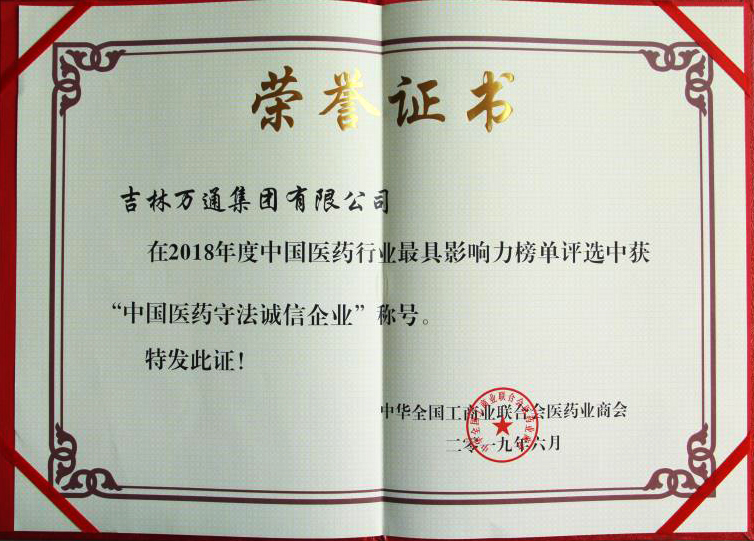 荣誉证书
吉林万通集团有限公司
在2018年度中国医药行业最具影响力榜单评选中获
“中国医药守法诚信企业”称号。
特发此证！
中华全国工商业联合会医药业商会
二零一九年六月